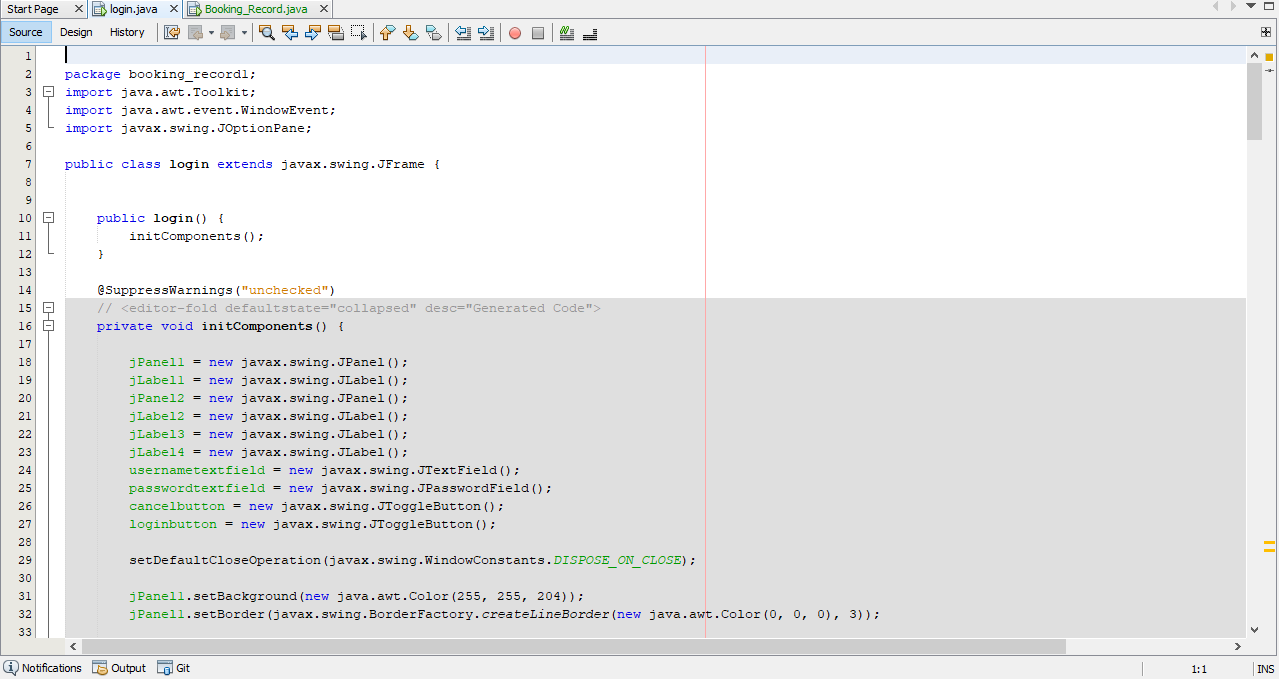 Start Page login.java Booking_Record.java
Source Design History
1
2 package booking_record1;
3 import java.awt.Toolkit;
4 import java.awt.event.WindowEvent;
5 import javax.swing.JOptionPane;
6
7 public class login extends javax.swing.JFrame {
8
9
10 public login() {
11 initComponents();
12 }
13
14 @SuppressWarnings("unchecked")
15 // <editor-fold defaultstate="collapsed" desc="Generated Code">
16 private void initComponents() {
17
18 jPanel1 = new javax.swing.JPanel();
19 jLabel1 = new javax.swing.JLabel();
20 jPanel2 = new javax.swing.JPanel();
21 jLabel2 = new javax.swing.JLabel();
22 jLabel3 = new javax.swing.JLabel();
23 jLabel4 = new javax.swing.JLabel();
24 usernametextfield = new javax.swing.JTextField();
25 passwordtextfield = new javax.swing.JPasswordField();
26 cancelbutton = new javax.swing.JToggleButton();
27 loginbutton = new javax.swing.JToggleButton();
28
29 setDefaultCloseOperation(javax.swing.WindowConstants.DISPOSE_ON_CLOSE);
30
31 jPanel1.setBackground(new java.awt.Color(255, 255, 204));
32 jPanel1.setBorder(javax.swing.BorderFactory.createLineBorder(new java.awt.Color(0, 0, 0), 3));
33
Notifications Output Git 1:1 INS